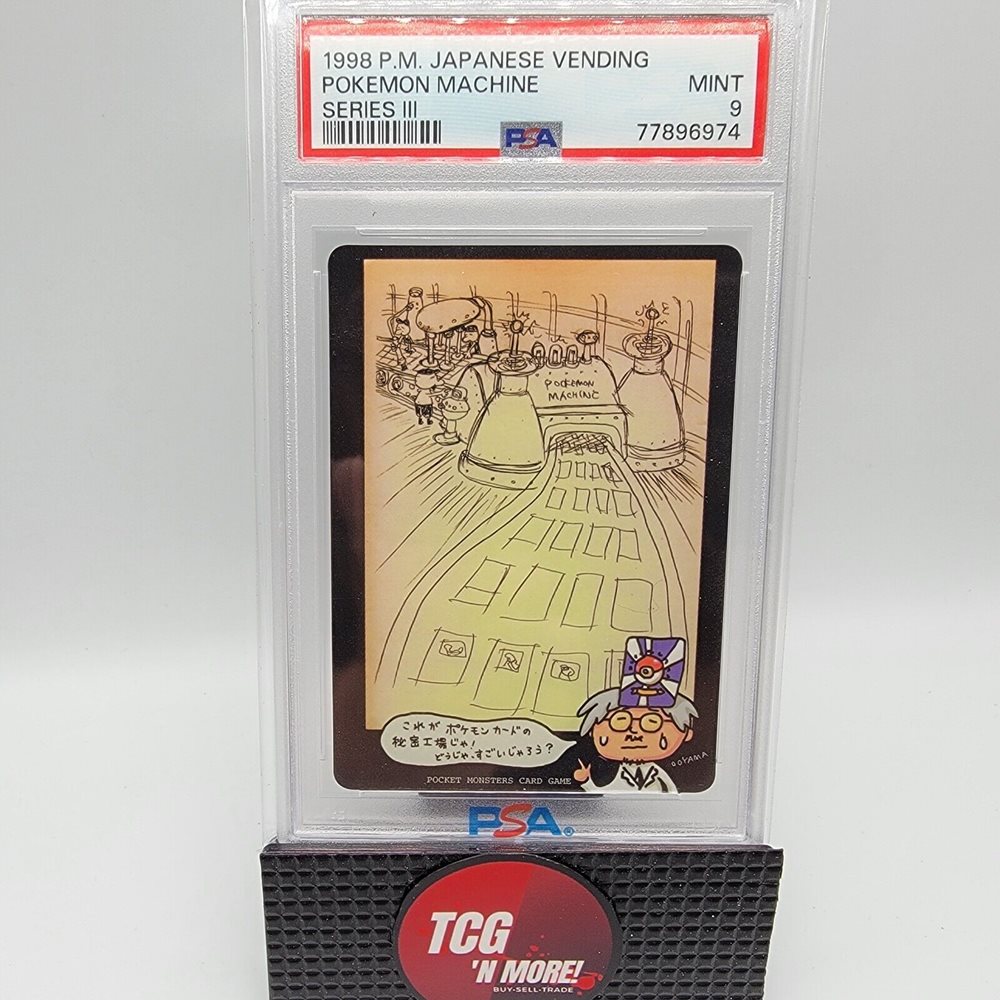 1998 P.M. JAPANESE VENDING
POKEMON MACHINE MINT
SERIES III 9
PSA 77896974
POKEMON
MACHINE
これが ポケモンカードの
秘密工場じゃ!
どうじゃ、すごいじゃろう?
OOYAMA
POCKET MONSTERS CARD GAME
PSA®
TCG
'N MORE!
BUY-SELL-TRADE